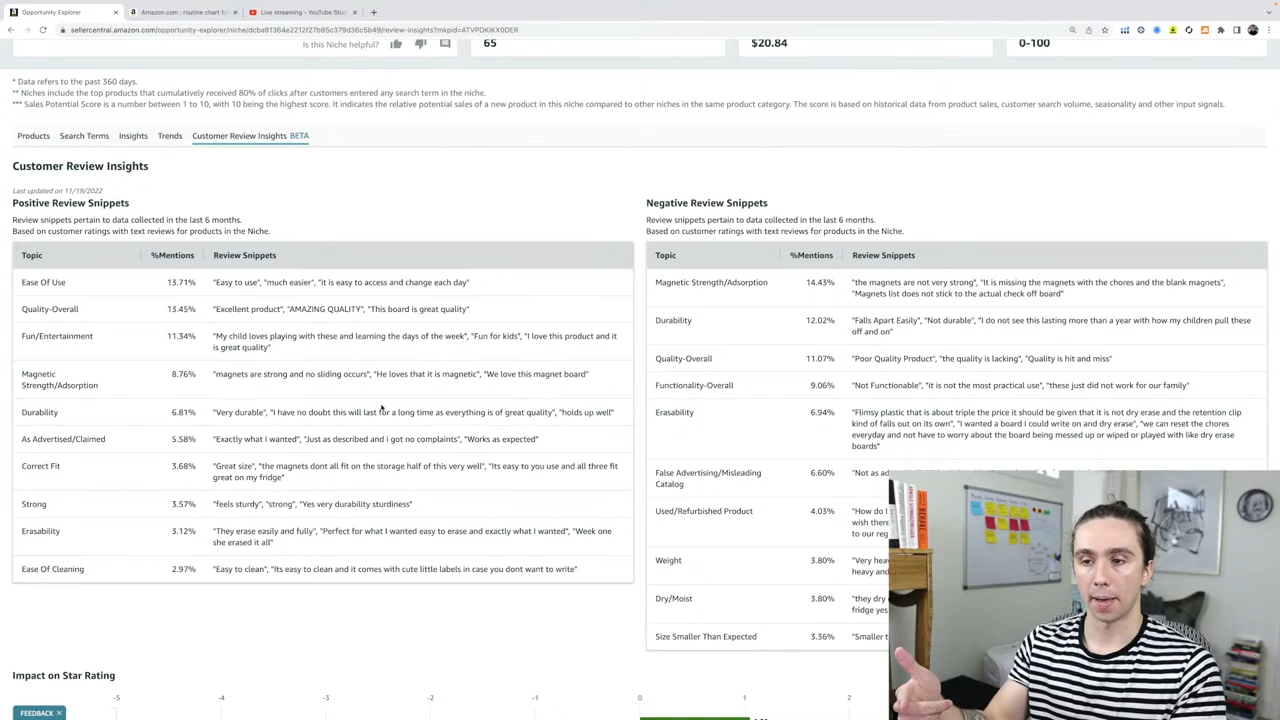 Opportunity Explorer
Amazon.com : routine chart for
Live streaming - YouTube Stud
sellercentral.amazon.com/opportunity-explorer/niche/dcba81364e2212f27b85c379d36c5b49/review-insights?mkpid=ATVPDKIKX0DER
Is this Niche helpful?
65
$20.84
0-100
* Data refers to the past 360 days.
** Niches include the top products that cumulatively received 80% of clicks after customers entered any search term in the niche.
*** Sales Potential Score is a number between 1 to 10, with 10 being the highest score. It indicates the relative potential sales of a new product in this niche compared to other niches in the same product category. The score is based on historical data from product sales, customer search volume, seasonality and other input signals.
Products Search Terms Insights Trends Customer Review Insights BETA
Customer Review Insights
Last updated on 11/19/2022
Positive Review Snippets
Review snippets pertain to data collected in the last 6 months.
Based on customer ratings with text reviews for products in the Niche.
Topic %Mentions Review Snippets
Ease Of Use 13.71% "Easy to use", "much easier", "it is easy to access and change each day"
Quality-Overall 13.45% "Excellent product", "AMAZING QUALITY", "This board is great quality"
Fun/Entertainment 11.34% "My child loves playing with these and learning the days of the week", "Fun for kids", "I love this product and it
is great quality"
Magnetic 8.76% "magnets are strong and no sliding occurs", "He loves that it is magnetic", "We love this magnet board"
Strength/Adsorption
Durability 6.81% "Very durable", "I have no doubt this will last for a long time as everything is of great quality", "holds up well"
As Advertised/Claimed 5.58% "Exactly what I wanted", "Just as described and i got no complaints", "Works as expected"
Correct Fit 3.68% "Great size", "the magnets dont all fit on the storage half of this very well", "Its easy to you use and all three fit
great on my fridge"
Strong 3.57% "feels sturdy", "strong", "Yes very durability sturdiness"
Erasability 3.12% "They erase easily and fully", "Perfect for what I wanted easy to erase and exactly what I wanted", "Week one
she erased it all"
Ease Of Cleaning 2.97% "Easy to clean", "Its easy to clean and it comes with cute little labels in case you dont want to write"
Negative Review Snippets
Review snippets pertain to data collected in the last 6 months.
Based on customer ratings with text reviews for products in the Niche.
Topic %Mentions Review Snippets
Magnetic Strength/Adsorption 14.43% "the magnets are not very strong", "It is missing the magnets with the chores and the blank magnets",
"Magnets list does not stick to the actual check off board"
Durability 12.02% "Falls Apart Easily", "Not durable", "I do not see this lasting more than a year with how my children pull these
off and on"
Quality-Overall 11.07% "Poor Quality Product", "the quality is lacking", "Quality is hit and miss"
Functionality-Overall 9.06% "Not Functionable", "it is not the most practical use", "these just did not work for our family"
Erasability 6.94% "Flimsy plastic that is about triple the price it should be given that it is not dry erase and the retention clip
kind of falls out on its own", "I wanted a board I could write on and dry erase", "we can reset the chores
everyday and not have to worry about the board being messed up or wiped or played with like dry erase
boards"
False Advertising/Misleading 6.60% "Not as ad
Catalog
Used/Refurbished Product 4.03% "How do I
wish there
to our reg
Weight 3.80% "Very hea
heavy and
Dry/Moist 3.80% "they dry
fridge yes
Size Smaller Than Expected 3.36% "Smaller t
Impact on Star Rating
-5 -4 -3 -2 -1 0 1 2
FEEDBACK